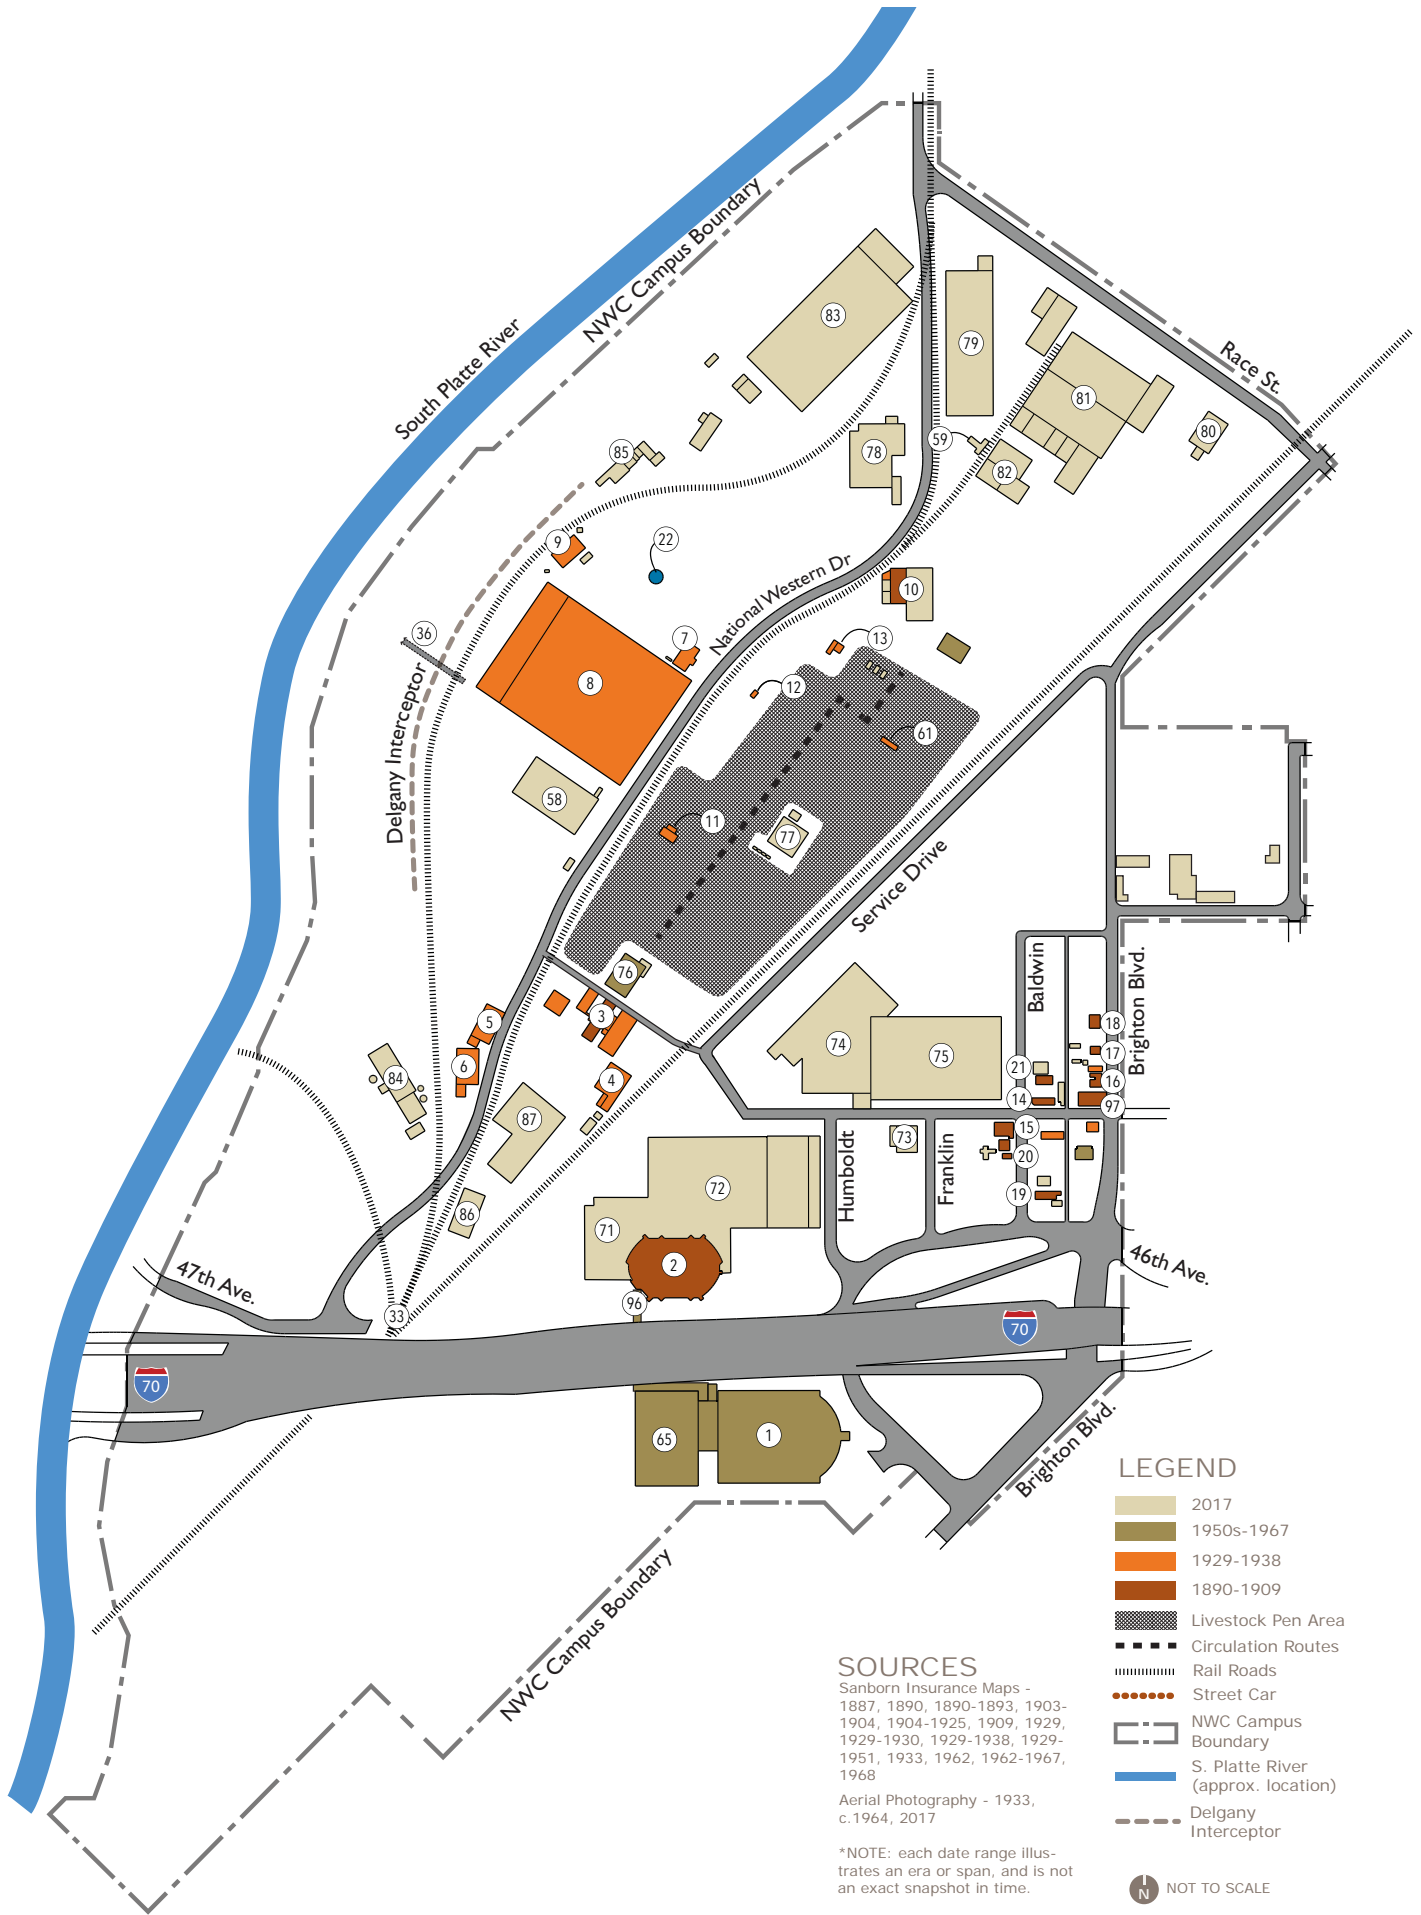 NWC Campus Boundary
South Platte River
83
79
Race St.
81
80
59
78
82
85
9
22
National Western Dr
10
36
7
13
8
12
61
Delgany Interceptor
58
11
77
Service Drive
76
Baldwin
Brighton Blvd.
3
5
18
74
75
17
21
6
84
4
16
14
97
87
15
73
20
Humboldt
Franklin
72
19
86
71
2
47th Ave.
46th Ave.
96
33
70
70
65
1
Brighton Blvd.
NWC Campus Boundary
LEGEND
2017
1950s-1967
1929-1938
1890-1909
Livestock Pen Area
Circulation Routes
Rail Roads
Street Car
NWC Campus
Boundary
S. Platte River
(approx. location)
Delgany
Interceptor
N
NOT TO SCALE
SOURCES
Sanborn Insurance Maps -
1887, 1890, 1890-1893, 1903-
1904, 1904-1925, 1909, 1929,
1929-1930, 1929-1938, 1929-
1951, 1933, 1962, 1962-1967,
1968
Aerial Photography - 1933,
c.1964, 2017
*NOTE: each date range illus-
trates an era or span, and is not
an exact snapshot in time.